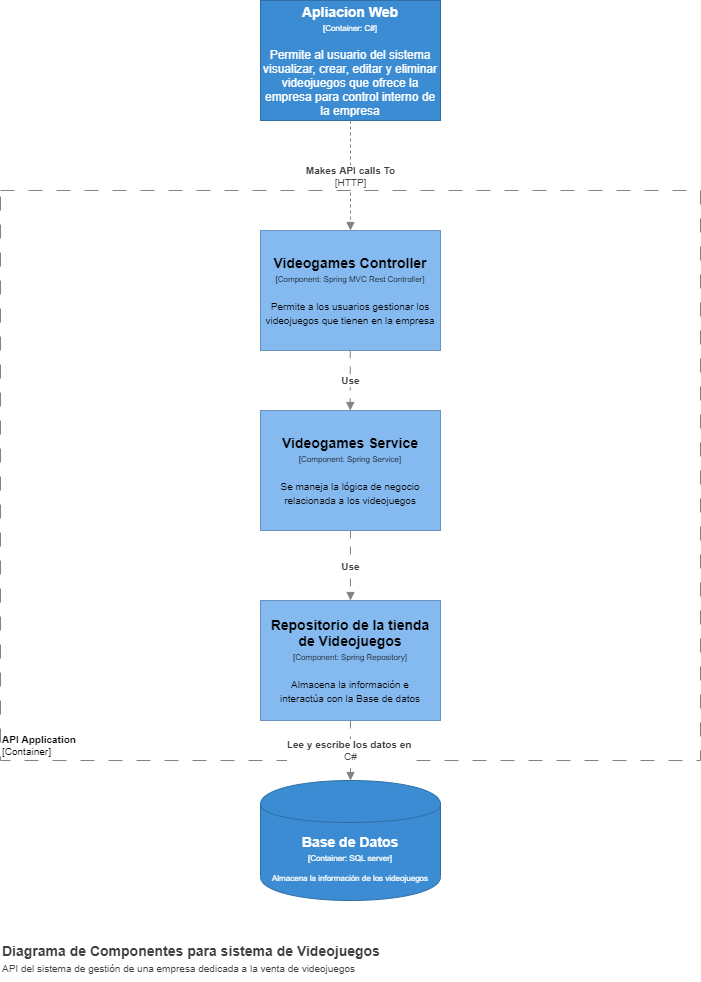 Apliacion Web
[Container: C#]
Permite al usuario del sistema
visualizar, crear, editar y eliminar
videojuegos que ofrece la
empresa para control interno de
la empresa
Makes API calls To
[HTTP]
Videogames Controller
[Component: Spring MVC Rest Controller]
Permite a los usuarios gestionar los
videojuegos que tienen en la empresa
Use
Videogames Service
[Component: Spring Service]
Se maneja la lógica de negocio
relacionada a los videojuegos
Use
Repositorio de la tienda
de Videojuegos
[Component: Spring Repository]
Almacena la información e
interactúa con la Base de datos
API Application
[Container]
Lee y escribe los datos en
C#
Base de Datos
[Container: SQL server]
Almacena la información de los videojuegos
Diagrama de Componentes para sistema de Videojuegos
API del sistema de gestión de una empresa dedicada a la venta de videojuegos